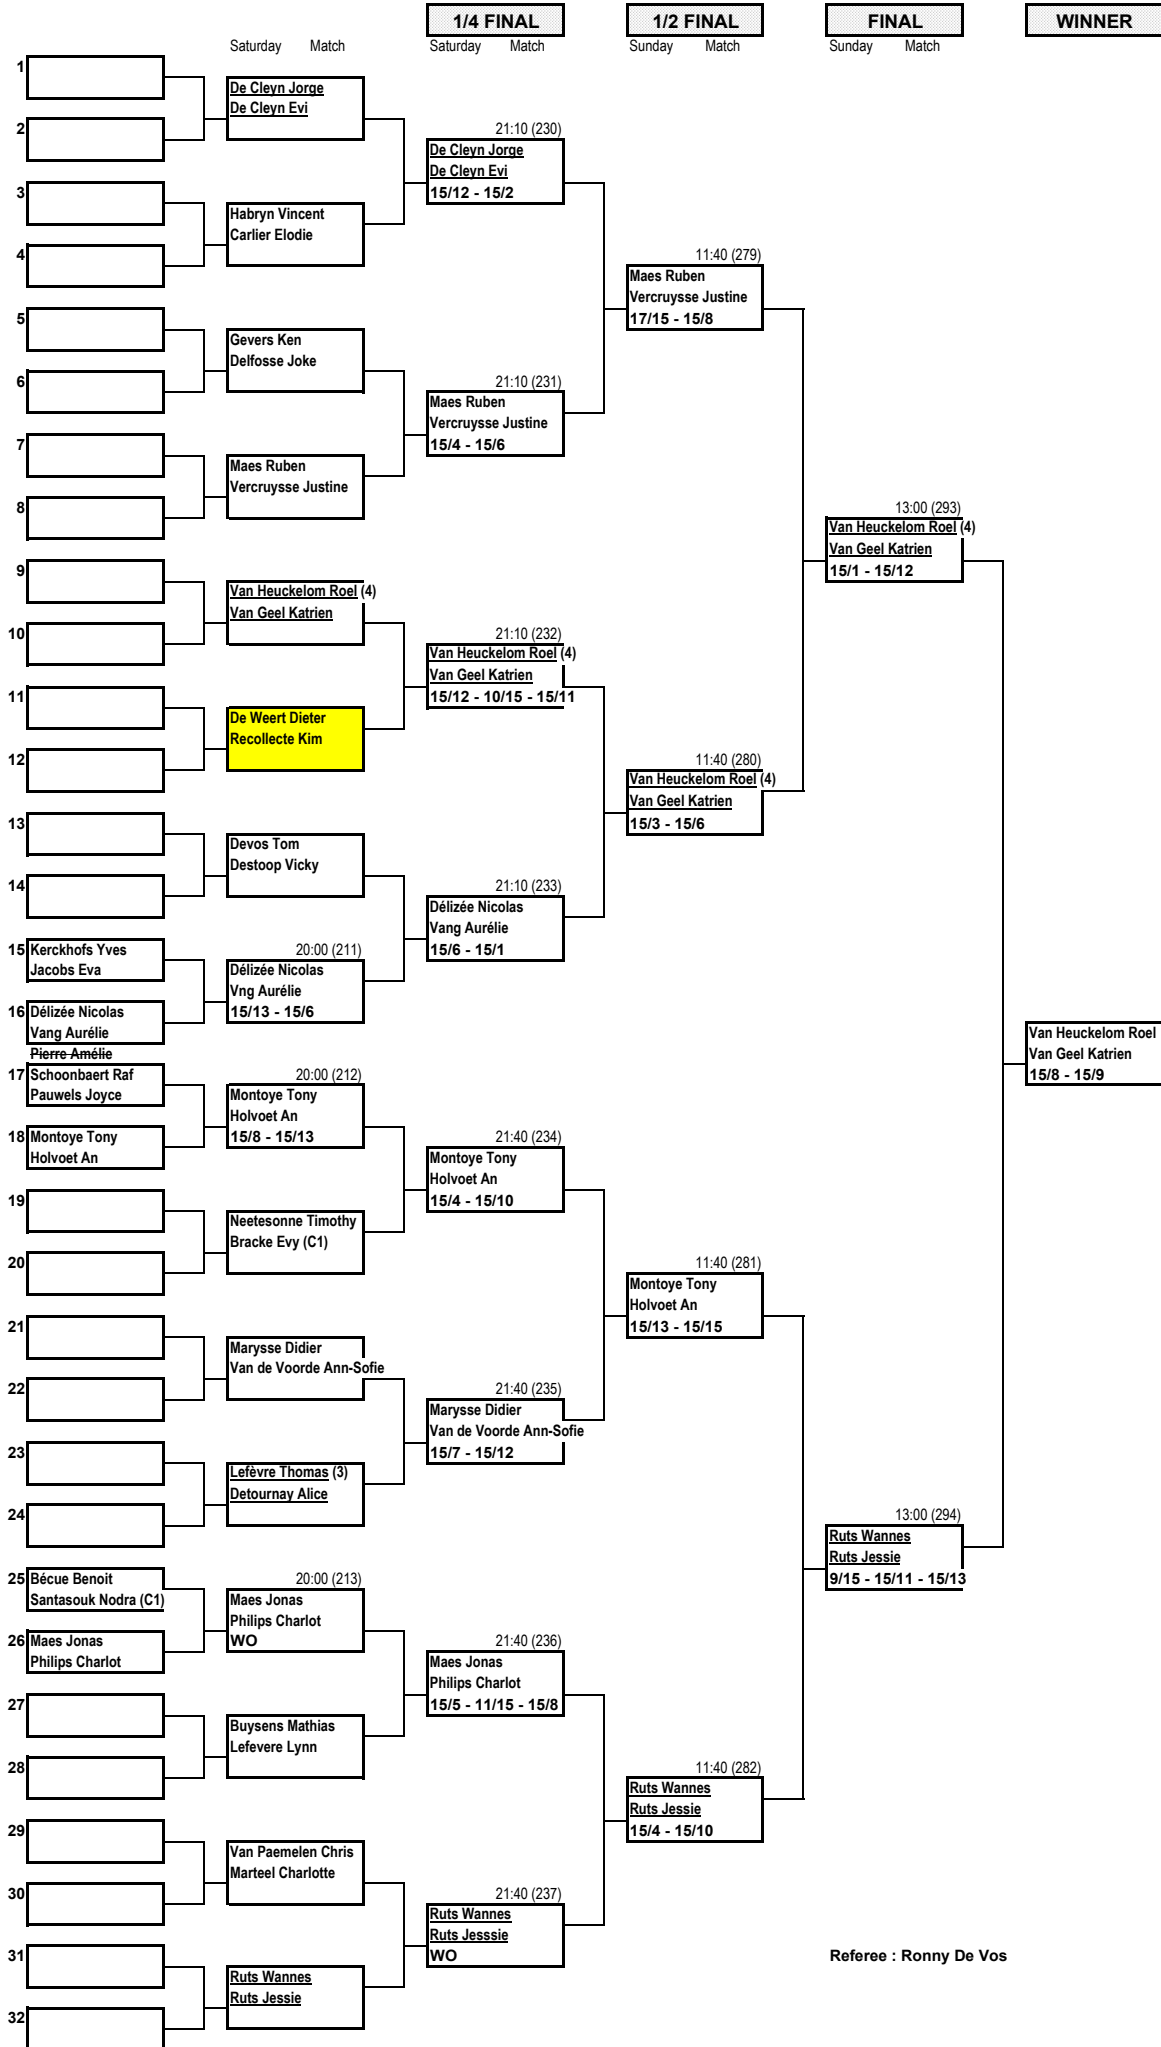 1/4 FINAL
1/2 FINAL
FINAL
WINNER
Saturday Match
Saturday Match
Sunday Match
Sunday Match
1
De Cleyn Jorge
De Cleyn Evi
2
21:10 (230)
De Cleyn Jorge
De Cleyn Evi
15/12 - 15/2
3
Habryn Vincent
Carlier Elodie
4
11:40 (279)
Maes Ruben
Vercruysse Justine
17/15 - 15/8
5
Gevers Ken
Delfosse Joke
6
21:10 (231)
Maes Ruben
Vercruysse Justine
15/4 - 15/6
7
Maes Ruben
Vercruysse Justine
8
13:00 (293)
Van Heuckelom Roel (4)
Van Geel Katrien
15/1 - 15/12
9
Van Heuckelom Roel (4)
Van Geel Katrien
10
21:10 (232)
Van Heuckelom Roel (4)
Van Geel Katrien
15/12 - 10/15 - 15/11
11
De Weert Dieter
Recollecte Kim
12
11:40 (280)
Van Heuckelom Roel (4)
Van Geel Katrien
15/3 - 15/6
13
Devos Tom
Destoop Vicky
14
21:10 (233)
Délizée Nicolas
Vang Aurélie
15/6 - 15/1
15 Kerckhofs Yves
Jacobs Eva
20:00 (211)
Délizée Nicolas
Vng Aurélie
15/13 - 15/6
16 Délizée Nicolas
Vang Aurélie
Pierre Amélie
Van Heuckelom Roel
Van Geel Katrien
15/8 - 15/9
17 Schoonbaert Raf
Pauwels Joyce
20:00 (212)
Montoye Tony
Holvoet An
15/8 - 15/13
18 Montoye Tony
Holvoet An
21:40 (234)
Montoye Tony
Holvoet An
15/4 - 15/10
19
Neetesonne Timothy
Bracke Evy (C1)
20
11:40 (281)
Montoye Tony
Holvoet An
15/13 - 15/15
21
Marysse Didier
Van de Voorde Ann-Sofie
22
21:40 (235)
Marysse Didier
Van de Voorde Ann-Sofie
15/7 - 15/12
23
Lefèvre Thomas (3)
Detournay Alice
24
13:00 (294)
Ruts Wannes
Ruts Jessie
9/15 - 15/11 - 15/13
25 Bécue Benoit
Santasouk Nodra (C1)
20:00 (213)
Maes Jonas
Philips Charlot
WO
26 Maes Jonas
Philips Charlot
21:40 (236)
Maes Jonas
Philips Charlot
15/5 - 11/15 - 15/8
27
Buysens Mathias
Lefevere Lynn
28
11:40 (282)
Ruts Wannes
Ruts Jessie
15/4 - 15/10
29
Van Paemelen Chris
Marteel Charlotte
30
21:40 (237)
Ruts Wannes
Ruts Jesssie
WO
31
Referee : Ronny De Vos
Ruts Wannes
Ruts Jessie
32